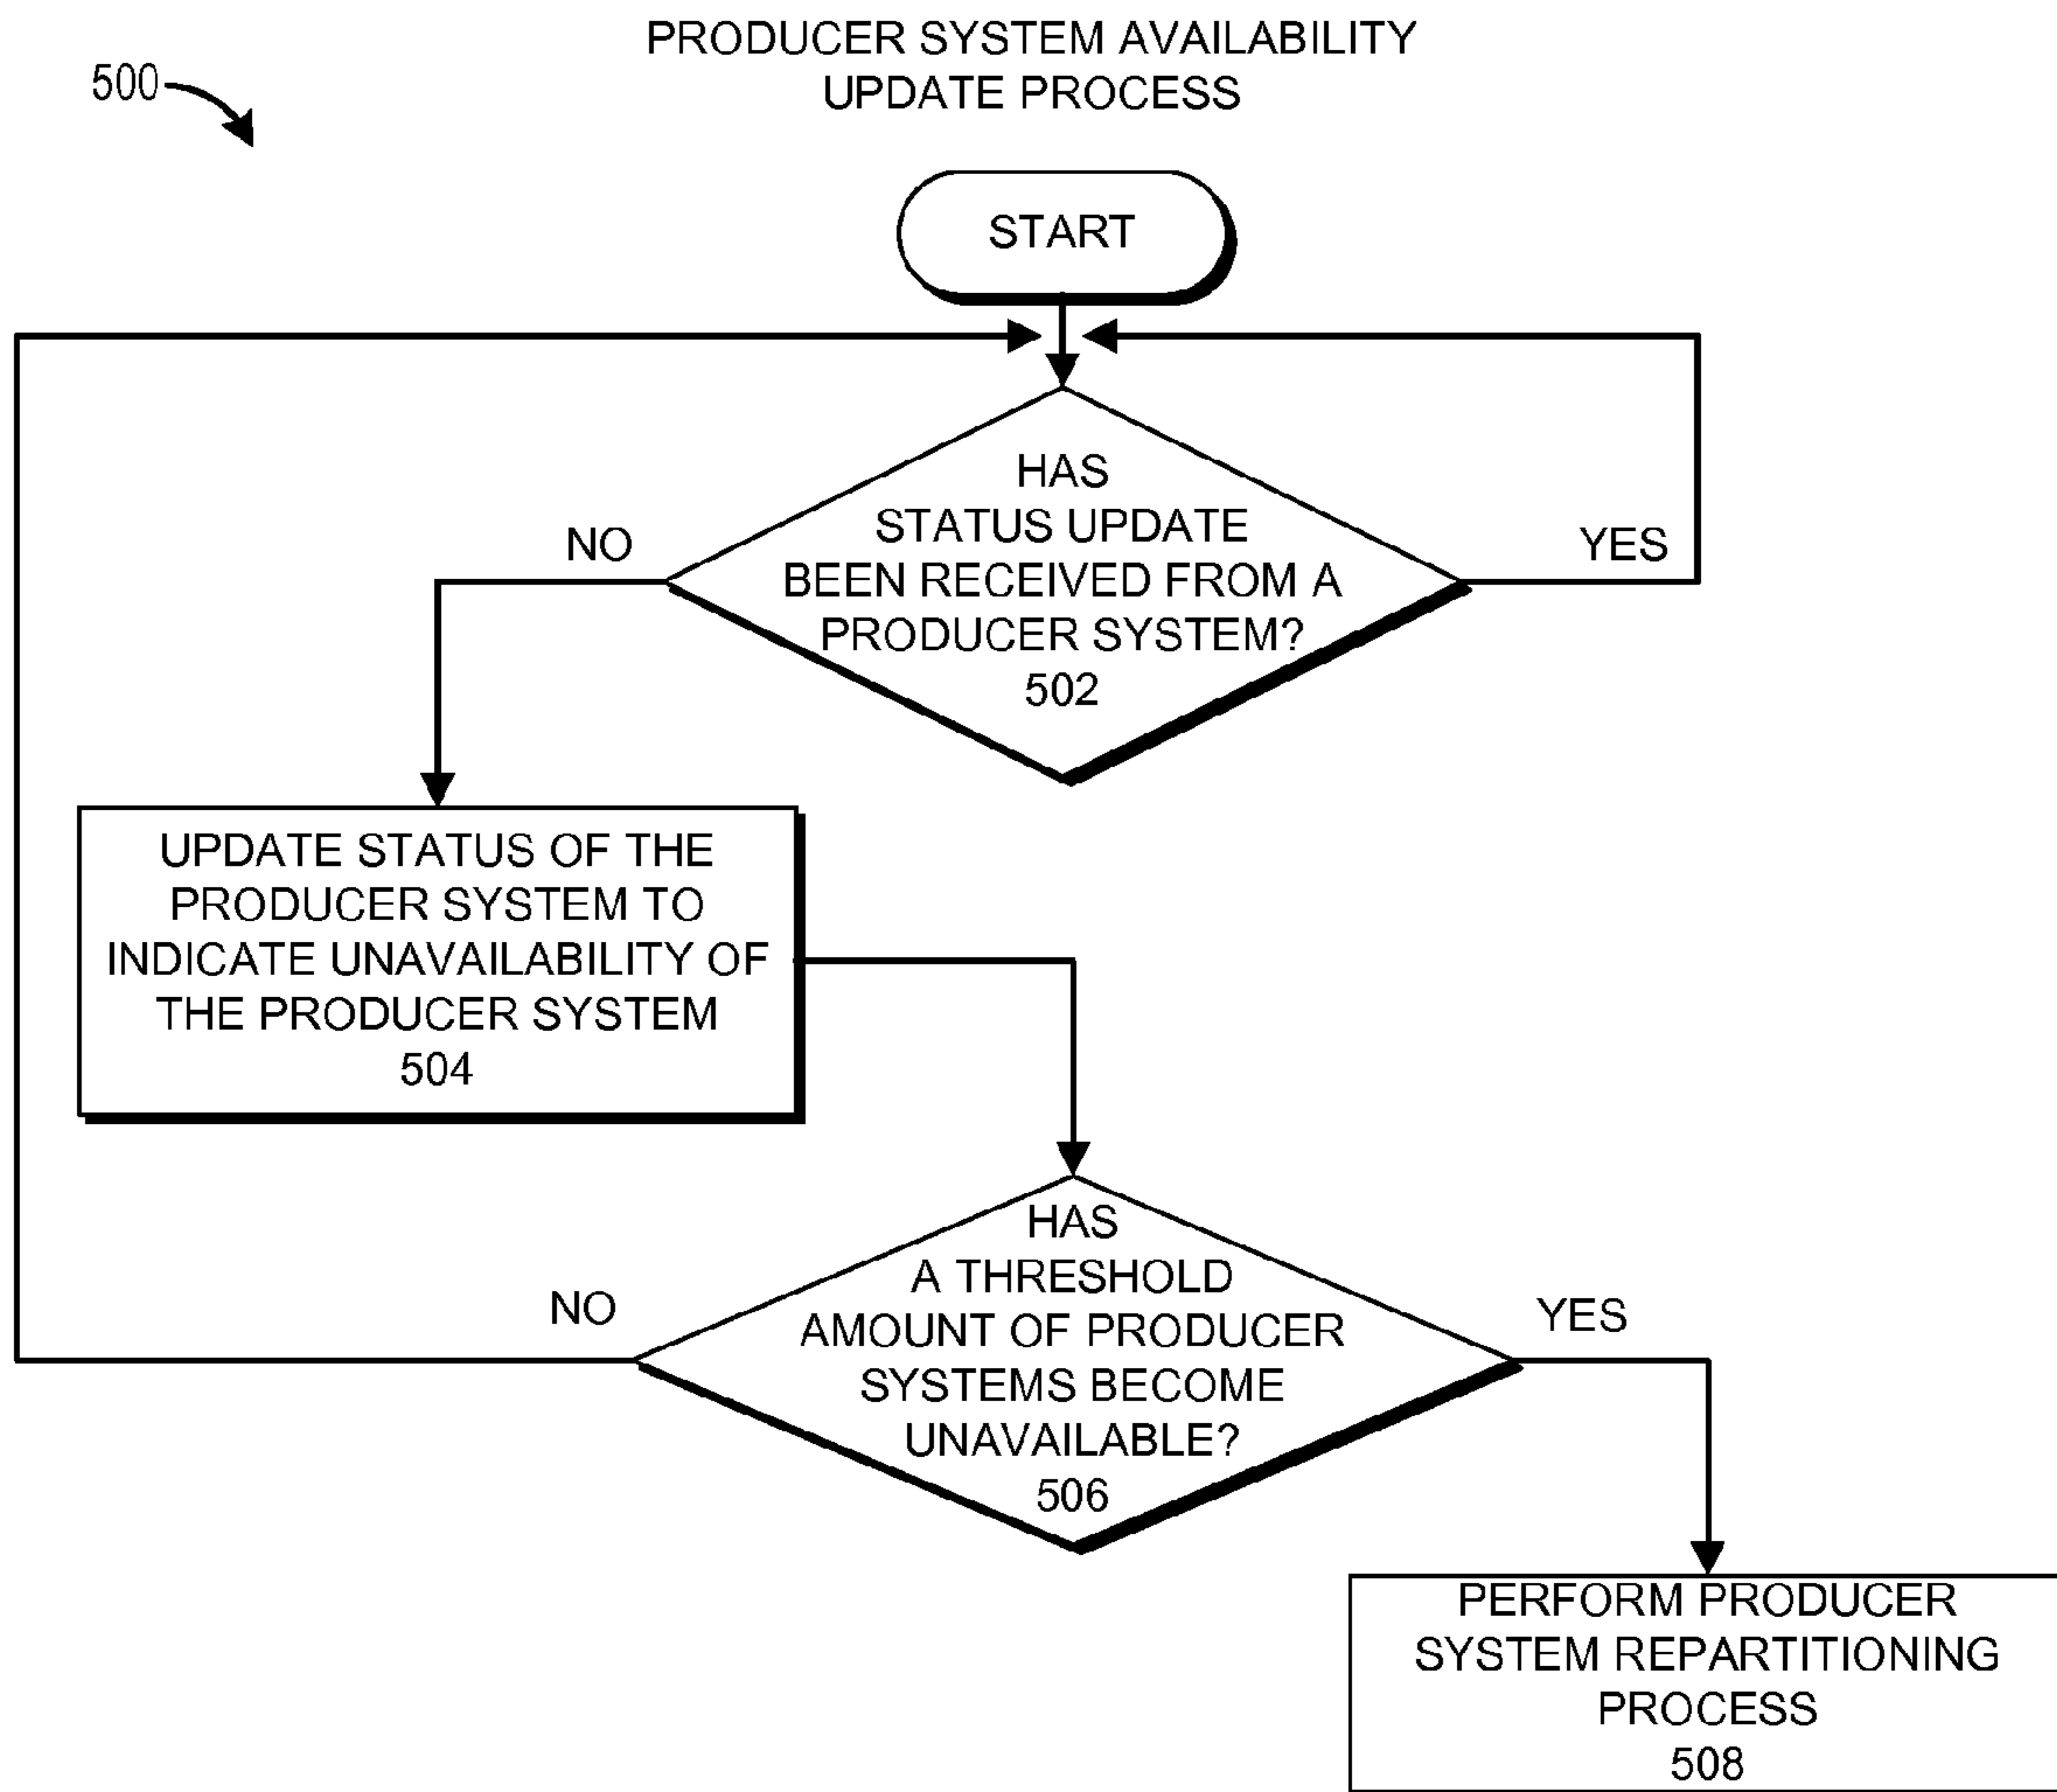 PRODUCER SYSTEM AVAILABILITY
UPDATE PROCESS
500
START
HAS
STATUS UPDATE
BEEN RECEIVED FROM A
PRODUCER SYSTEM?
502
NO
YES
UPDATE STATUS OF THE
PRODUCER SYSTEM TO
INDICATE UNAVAILABILITY OF
THE PRODUCER SYSTEM
504
HAS
A THRESHOLD
AMOUNT OF PRODUCER
SYSTEMS BECOME
UNAVAILABLE?
506
NO
YES
PERFORM PRODUCER
SYSTEM REPARTITIONING
PROCESS
508